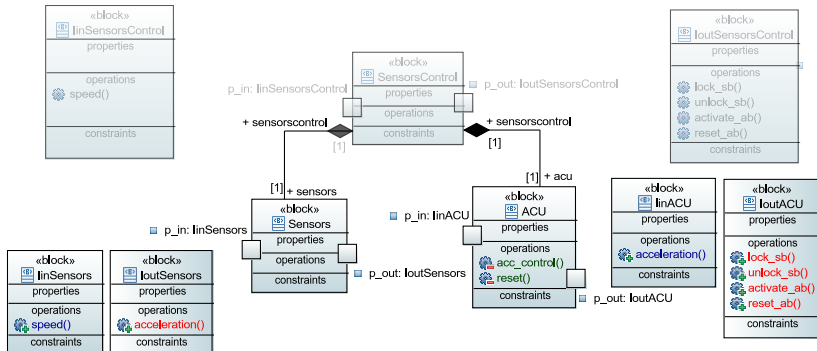 «block»
IinSensorsControl
properties
operations
speed()
constraints
«block»
SensorsControl
properties
operations
constraints
p_in: IinSensorsControl
p_out: IoutSensorsControl
«block»
IoutSensorsControl
properties
operations
lock_sb()
unlock_sb()
activate_ab()
reset_ab()
constraints
+ sensorscontrol
[1]
+ sensorscontrol
[1]
[1]
+ sensors
[1]
+ acu
p_in: IinSensors
«block»
Sensors
properties
operations
constraints
p_out: IoutSensors
p_in: IinACU
«block»
ACU
properties
operations
acc_control()
reset()
constraints
p_out: IoutACU
«block»
IinACU
properties
operations
acceleration()
constraints
«block»
IoutACU
properties
operations
lock_sb()
unlock_sb()
activate_ab()
reset_ab()
constraints
«block»
IinSensors
properties
operations
speed()
constraints
«block»
IoutSensors
properties
operations
acceleration()
constraints